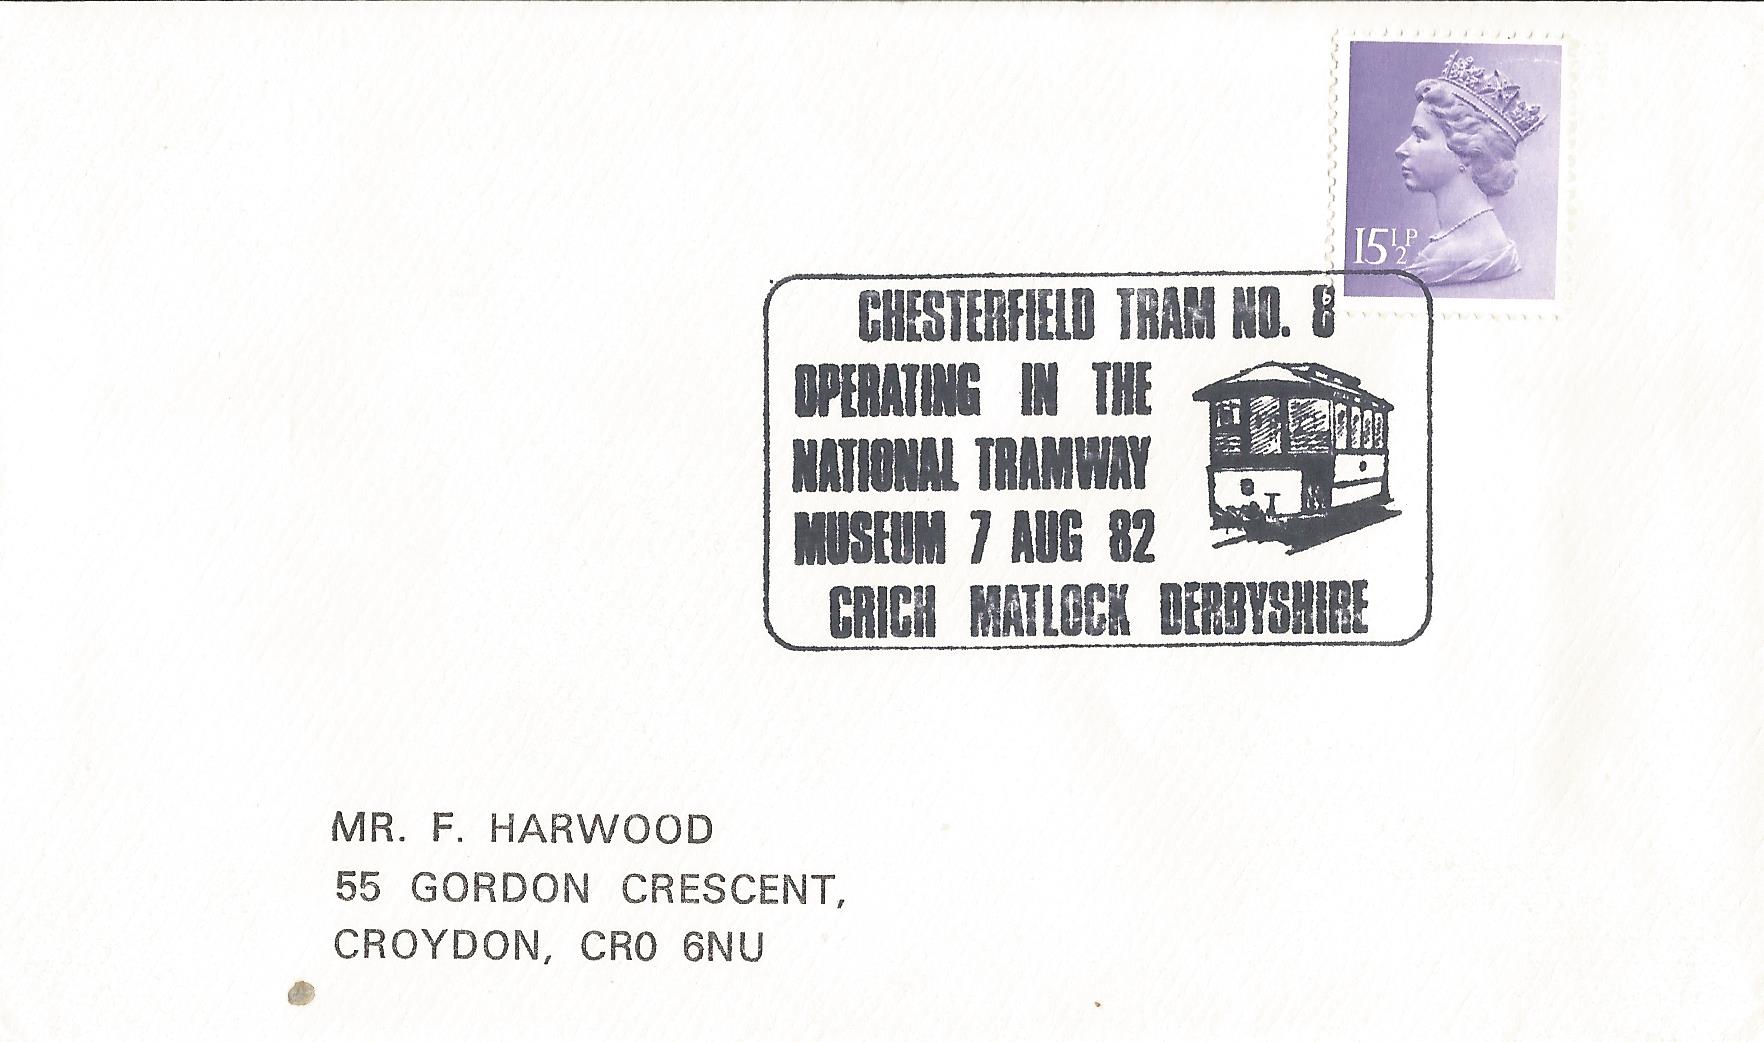 15½P
CHESTERFIELD TRAM NO. 8
OPERATING IN THE
NATIONAL TRAMWAY
MUSEUM 7 AUG 82
CRICH MATLOCK DERBYSHIRE
MR. F. HARWOOD
55 GORDON CRESCENT,
CROYDON, CR0 6NU